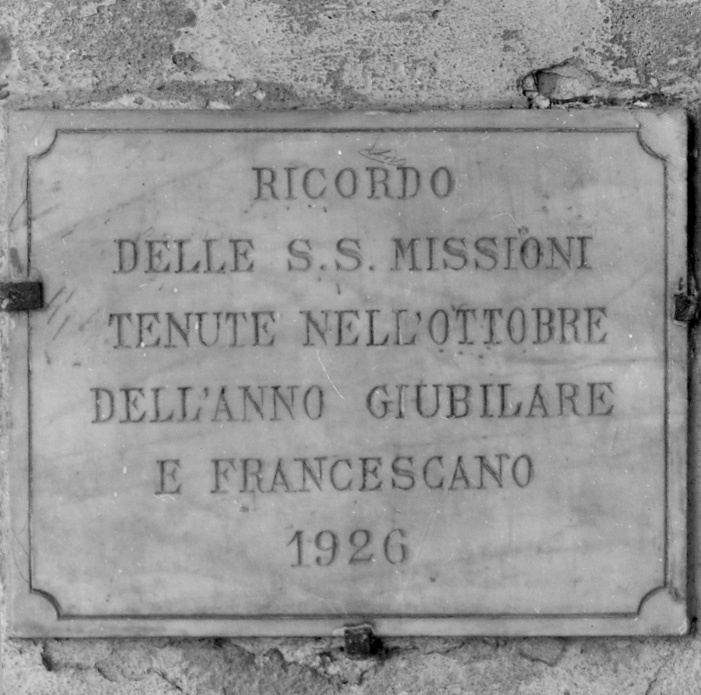 RICORDO
DELLE S.S. MISSIONI
TENUTE NELL'OTTOBRE
DELL'ANNO GIUBILARE
E FRANCESCANO
1926